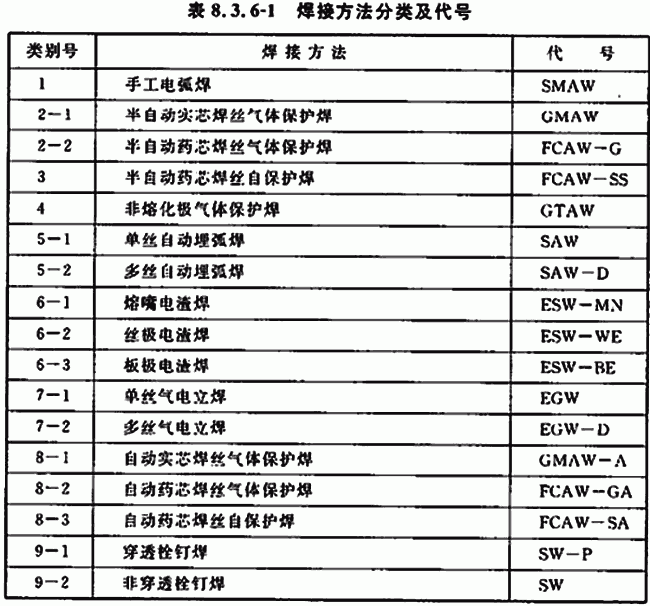 表8.3.6-1 焊接方法分类及代号
类别号 焊接方法 代 号
1 手工电弧焊 SMAW
2-1 半自动实芯焊丝气体保护焊 GMAW
2-2 半自动药芯焊丝气体保护焊 FCAW-G
3 半自动药芯焊丝自保护焊 FCAW-SS
4 非熔化极气体保护焊 GTAW
5-1 单丝自动埋弧焊 SAW
5-2 多丝自动埋弧焊 SAW-D
6-1 熔嘴电渣焊 ESW-MN
6-2 丝极电渣焊 ESW-WE
6-3 板极电渣焊 ESW-BE
7-1 单丝气电立焊 EGW
7-2 多丝气电立焊 EGW-D
8-1 自动实芯焊丝气体保护焊 GMAW-A
8-2 自动药芯焊丝气体保护焊 FCAW-GA
8-3 自动药芯焊丝自保护焊 FCAW-SA
9-1 穿透栓钉焊 SW-P
9-2 非穿透栓钉焊 SW